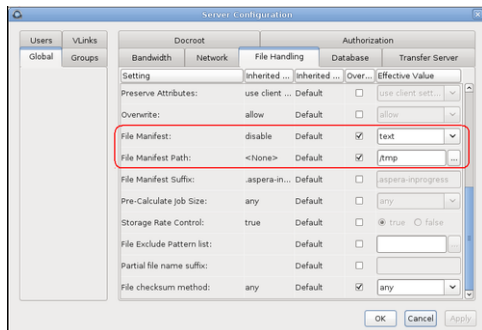 Server Configuration
Users VLinks Docroot Authorization
Global Groups Bandwidth Network File Handling Database Transfer Server
Setting Inherited ... Inherited ... Over... Effective Value
Preserve Attributes: use client ... Default use client sett...
Overwrite: allow Default allow
File Manifest: disable Default text
File Manifest Path: <None> Default /tmp ...
File Manifest Suffix: .aspera-in... Default .aspera-inprogress
Pre-Calculate Job Size: any Default any
Storage Rate Control: true Default true false
File Exclude Pattern list: Default ...
Partial file name suffix: Default
File checksum method: any Default any
OK Cancel Apply